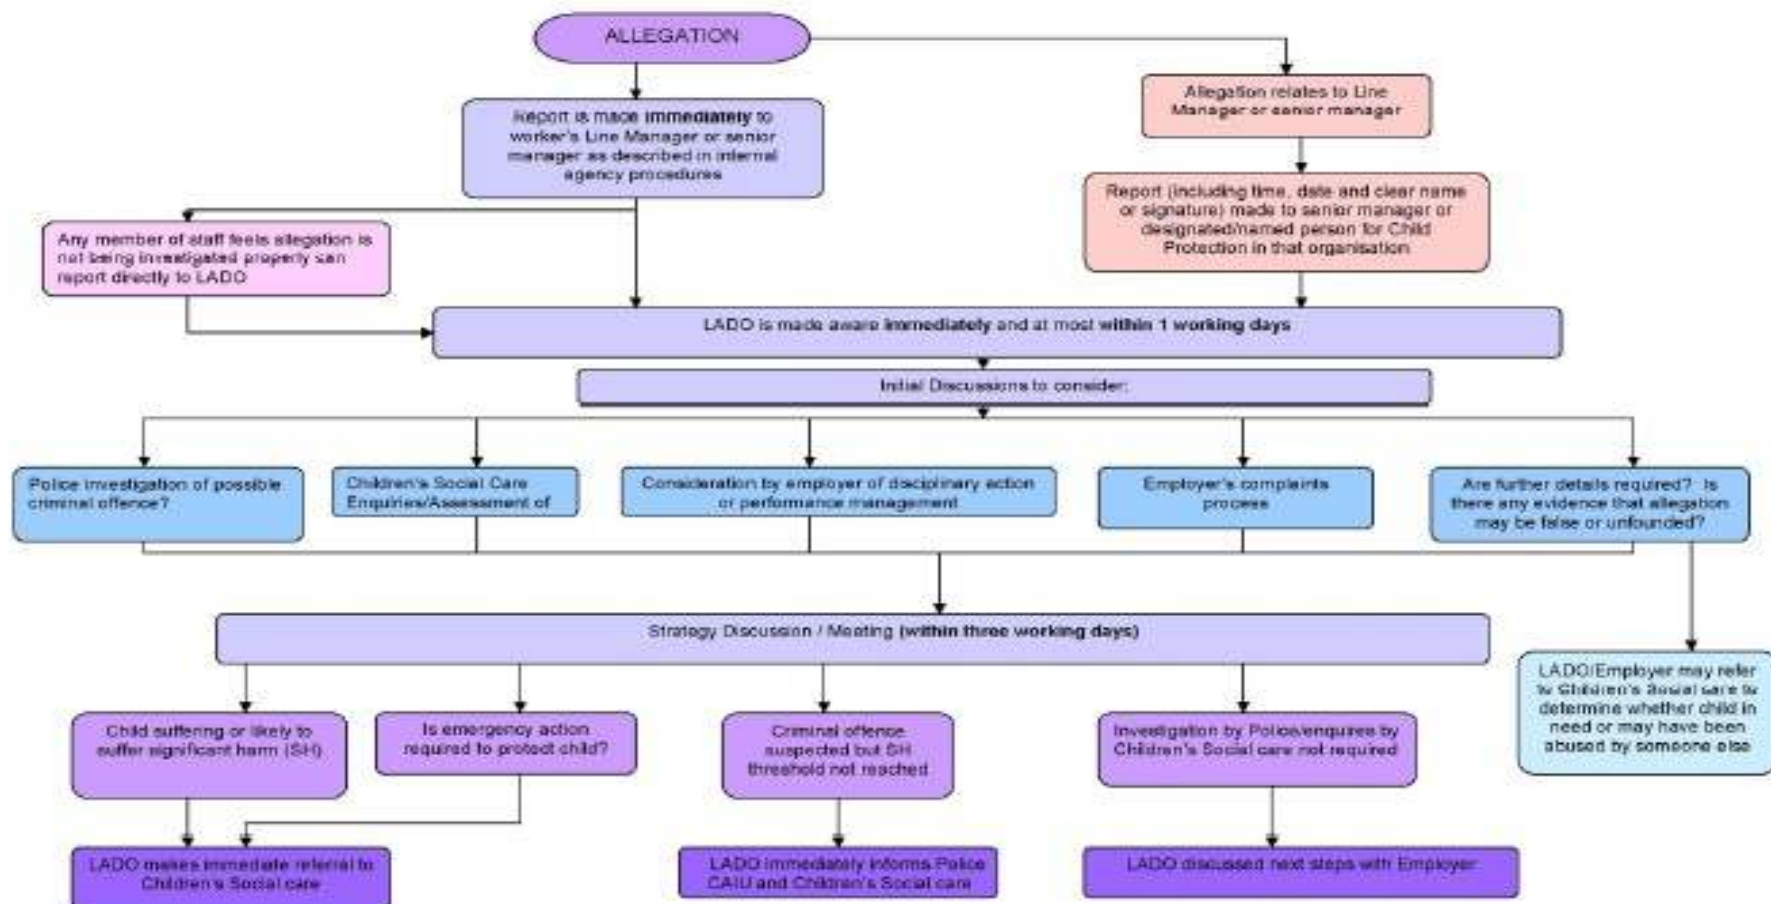 ALLEGATION
Report is made immediately to
worker's Line Manager or senior
manager as described in internal
agency procedures
Allegation relates to Line
Manager or senior manager
Report (including time, date and clear name
or signature) made to senior manager or
designated/named person for Child
Protection in that organisation
Any member of staff feels allegation is
not being investigated properly can
report directly to LADO
LADO is made aware immediately and at most within 1 working days
Initial Discussions to consider:
Police investigation of possible
criminal offence?
Children's Social Care
Enquiries/Assessment of
Consideration by employer of disciplinary action
or performance management
Employer's complaints
process
Are further details required? Is
there any evidence that allegation
may be false or unfounded?
Strategy Discussion / Meeting (within three working days)
LADO/Employer may refer
to Children's Social care to
determine whether child in
need or may have been
abused by someone else
Child suffering or likely to
suffer significant harm (SH)
Is emergency action
required to protect child?
Criminal offence
suspected but SH
threshold not reached
Investigation by Police/enquires by
Children's Social care not required
LADO makes immediate referral to
Children's Social care
LADO immediately informs Police
CAIU and Children's Social care
LADO discussed next steps with Employer